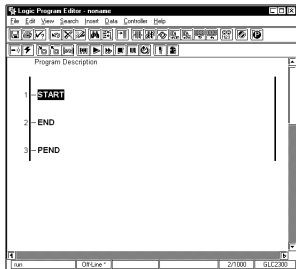 Logic Program Editor - noname
File Edit View Search Insert Data Controller Help
Program Description
1 START
2 END
3 PEND
run Off-Line * 2/1000 GLC2300